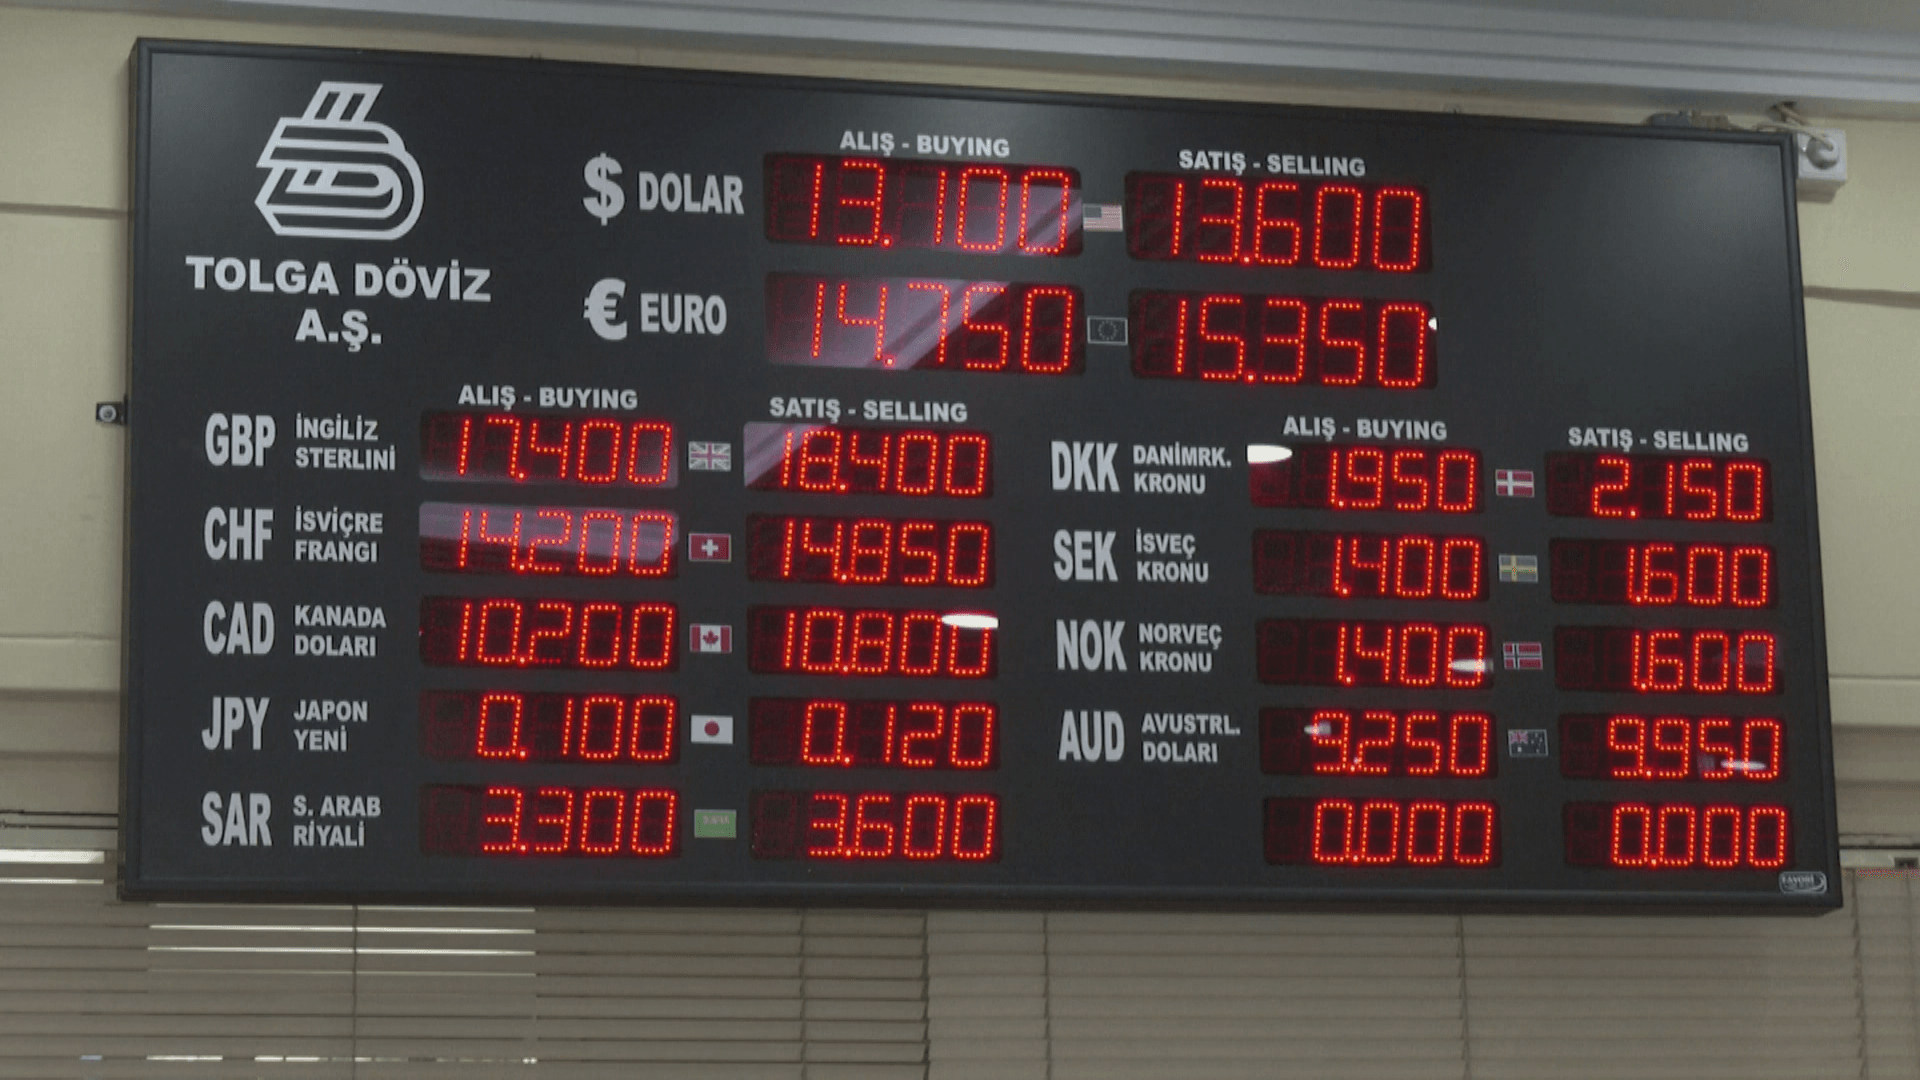 ALIŞ - BUYING SATIŞ - SELLING
$ DOLAR 13.100 13.600
TOLGA DÖVİZ
A.Ş.
€ EURO 14.750 15.350
ALIŞ - BUYING SATIŞ - SELLING
GBP İNGİLİZ STERLİNİ 17.400 18.400
CHF İSVİÇRE FRANGI 14.200 14.850
CAD KANADA DOLARI 10.200 10.800
JPY JAPON YENİ 0.100 0.120
SAR S. ARAB RİYALİ 3.300 3.600
ALIŞ - BUYING SATIŞ - SELLING
DKK DANİMRK. KRONU 1.950 2.150
SEK İSVEÇ KRONU 1.400 1.600
NOK NORVEÇ KRONU 1.400 1.600
AUD AVUSTRL. DOLARI 9.250 9.950
0.000 0.000